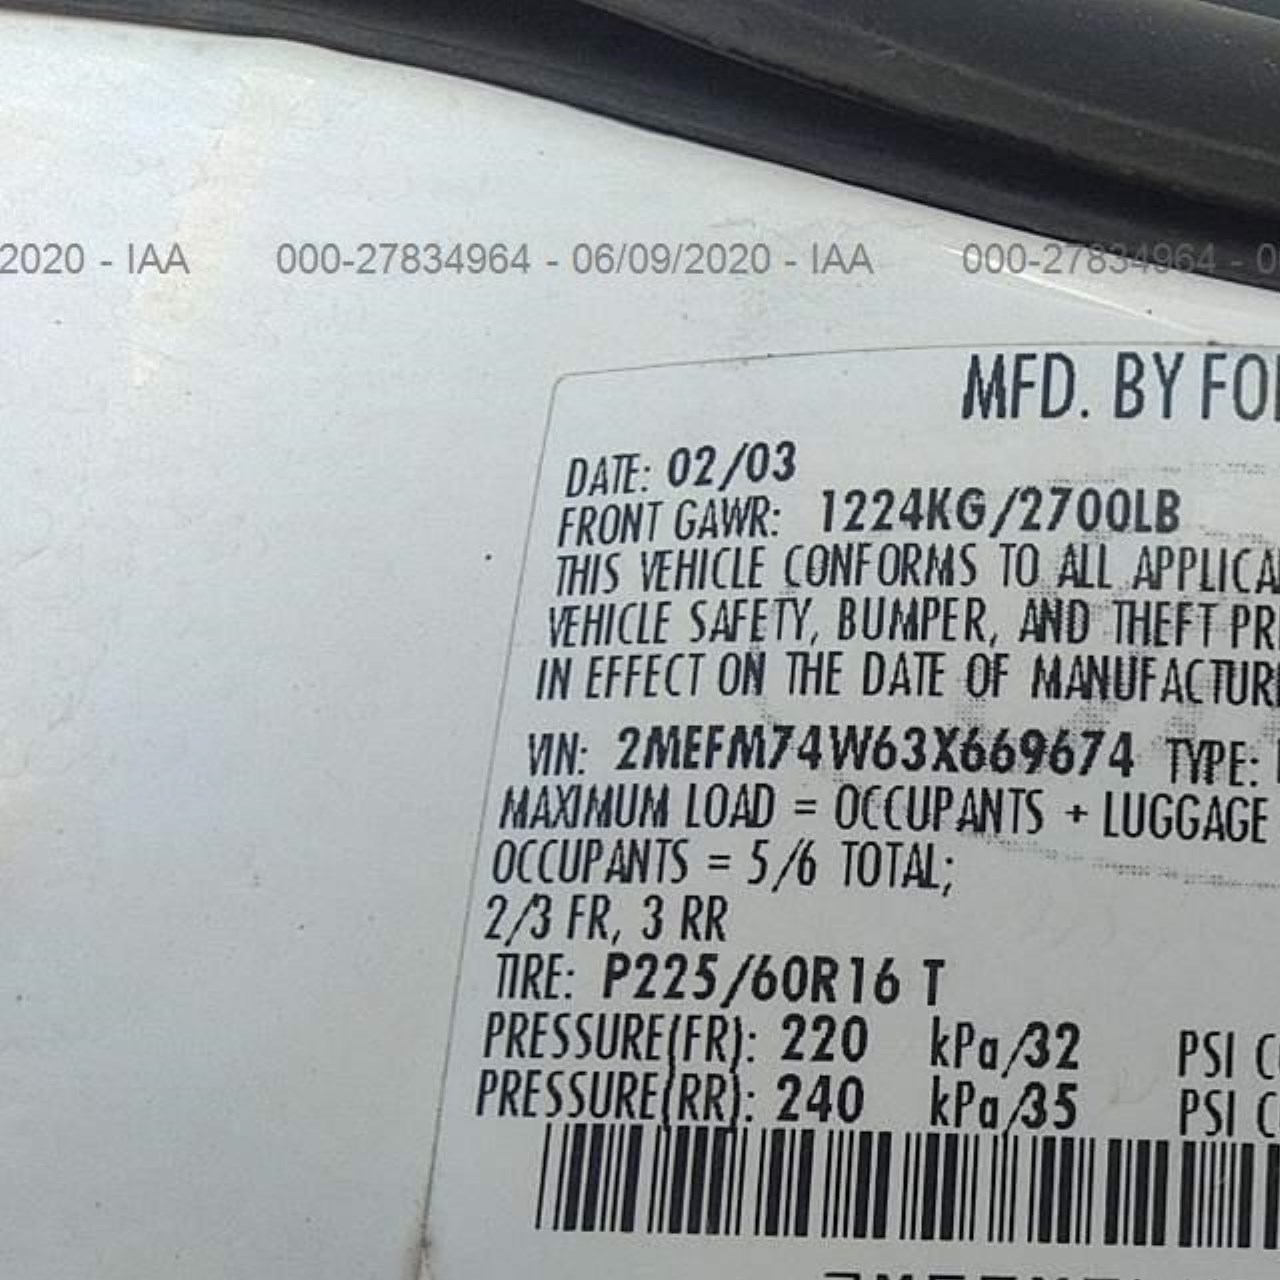 2020 - IAA 000-27834964 - 06/09/2020 - IAA 000-27834964 - 0
MFD. BY FO
DATE: 02/03
FRONT GAWR: 1224KG/2700LB
THIS VEHICLE CONFORMS TO ALL APPLICA
VEHICLE SAFETY, BUMPER, AND THEFT PR
IN EFFECT ON THE DATE OF MANUFACTUR
VIN: 2MEFM74W63X669674 TYPE:
MAXIMUM LOAD = OCCUPANTS + LUGGAGE
OCCUPANTS = 5/6 TOTAL;
2/3 FR, 3 RR
TIRE: P225/60R16 T
PRESSURE(FR): 220 kPa/32 PSI C
PRESSURE(RR): 240 kPa/35 PSI C